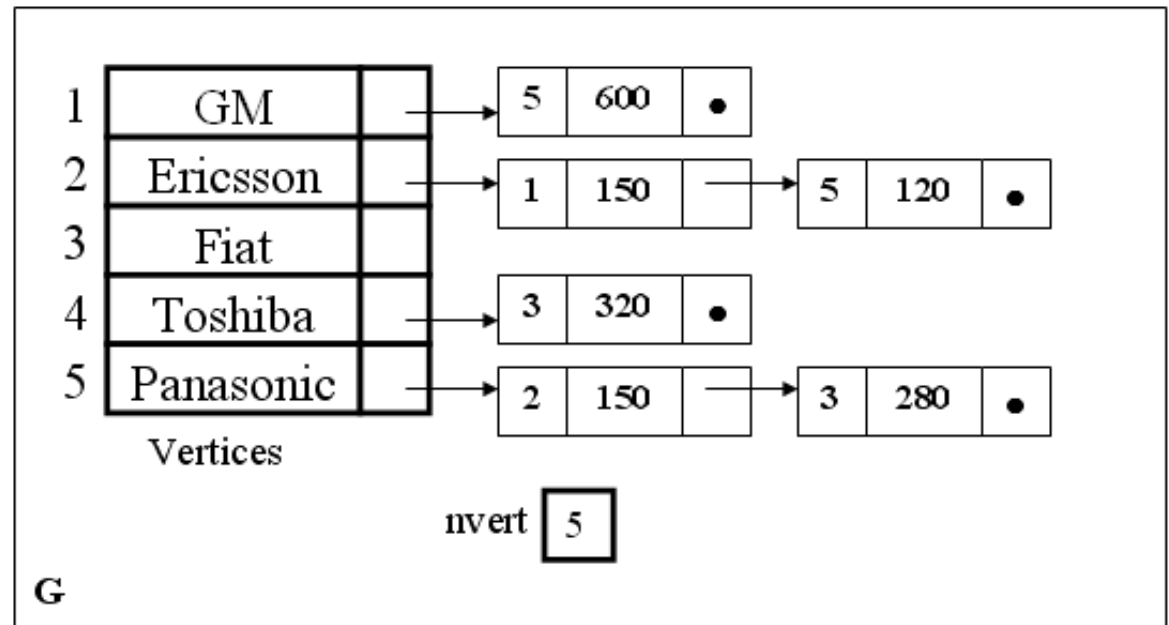 1 GM 5 600
2 Ericsson 1 150 5 120
3 Fiat
4 Toshiba 3 320
5 Panasonic 2 150 3 280
Vertices
nvert 5
G